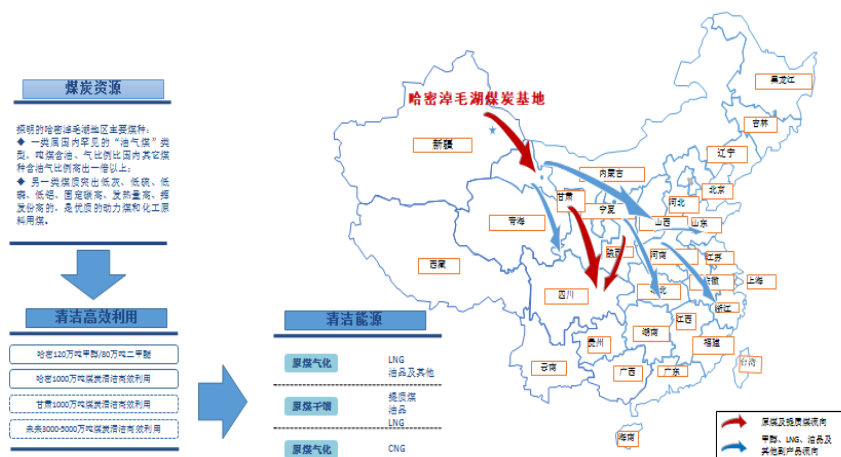 煤炭资源
探明的哈密淖毛湖地区主要煤种：
◆ 一类属国内罕见的“油气煤”类
型，吨煤含油、气比例比国内其它煤
种含油气比例高出一倍以上；
◆ 另一类煤质突出低灰、低硫、低
磷、低铝、固定碳高、发热量高、挥
发份高的，是优质的动力煤和化工原
料用煤。
清洁高效利用
哈密120万吨甲醇/80万吨二甲醚
哈密1000万吨煤炭清洁高效利用
甘肃1000万吨煤炭清洁高效利用
未来3000-5000万吨煤炭清洁高效利用
清洁能源
原煤气化
LNG
油品及其他
原煤干馏
提质煤
油品
LNG
原煤气化
CNG
哈密淖毛湖煤炭基地
黑龙江
吉林
辽宁
新疆
内蒙古
北京
甘肃
宁夏
河北
青海
山西
山东
陕西
河南
江苏
西藏
安徽
上海
四川
湖北
浙江
江西
湖南
贵州
福建
云南
广西
广东
台湾
海南
原煤及提质煤流向
甲醇、LNG、油品及
其他副产品流向